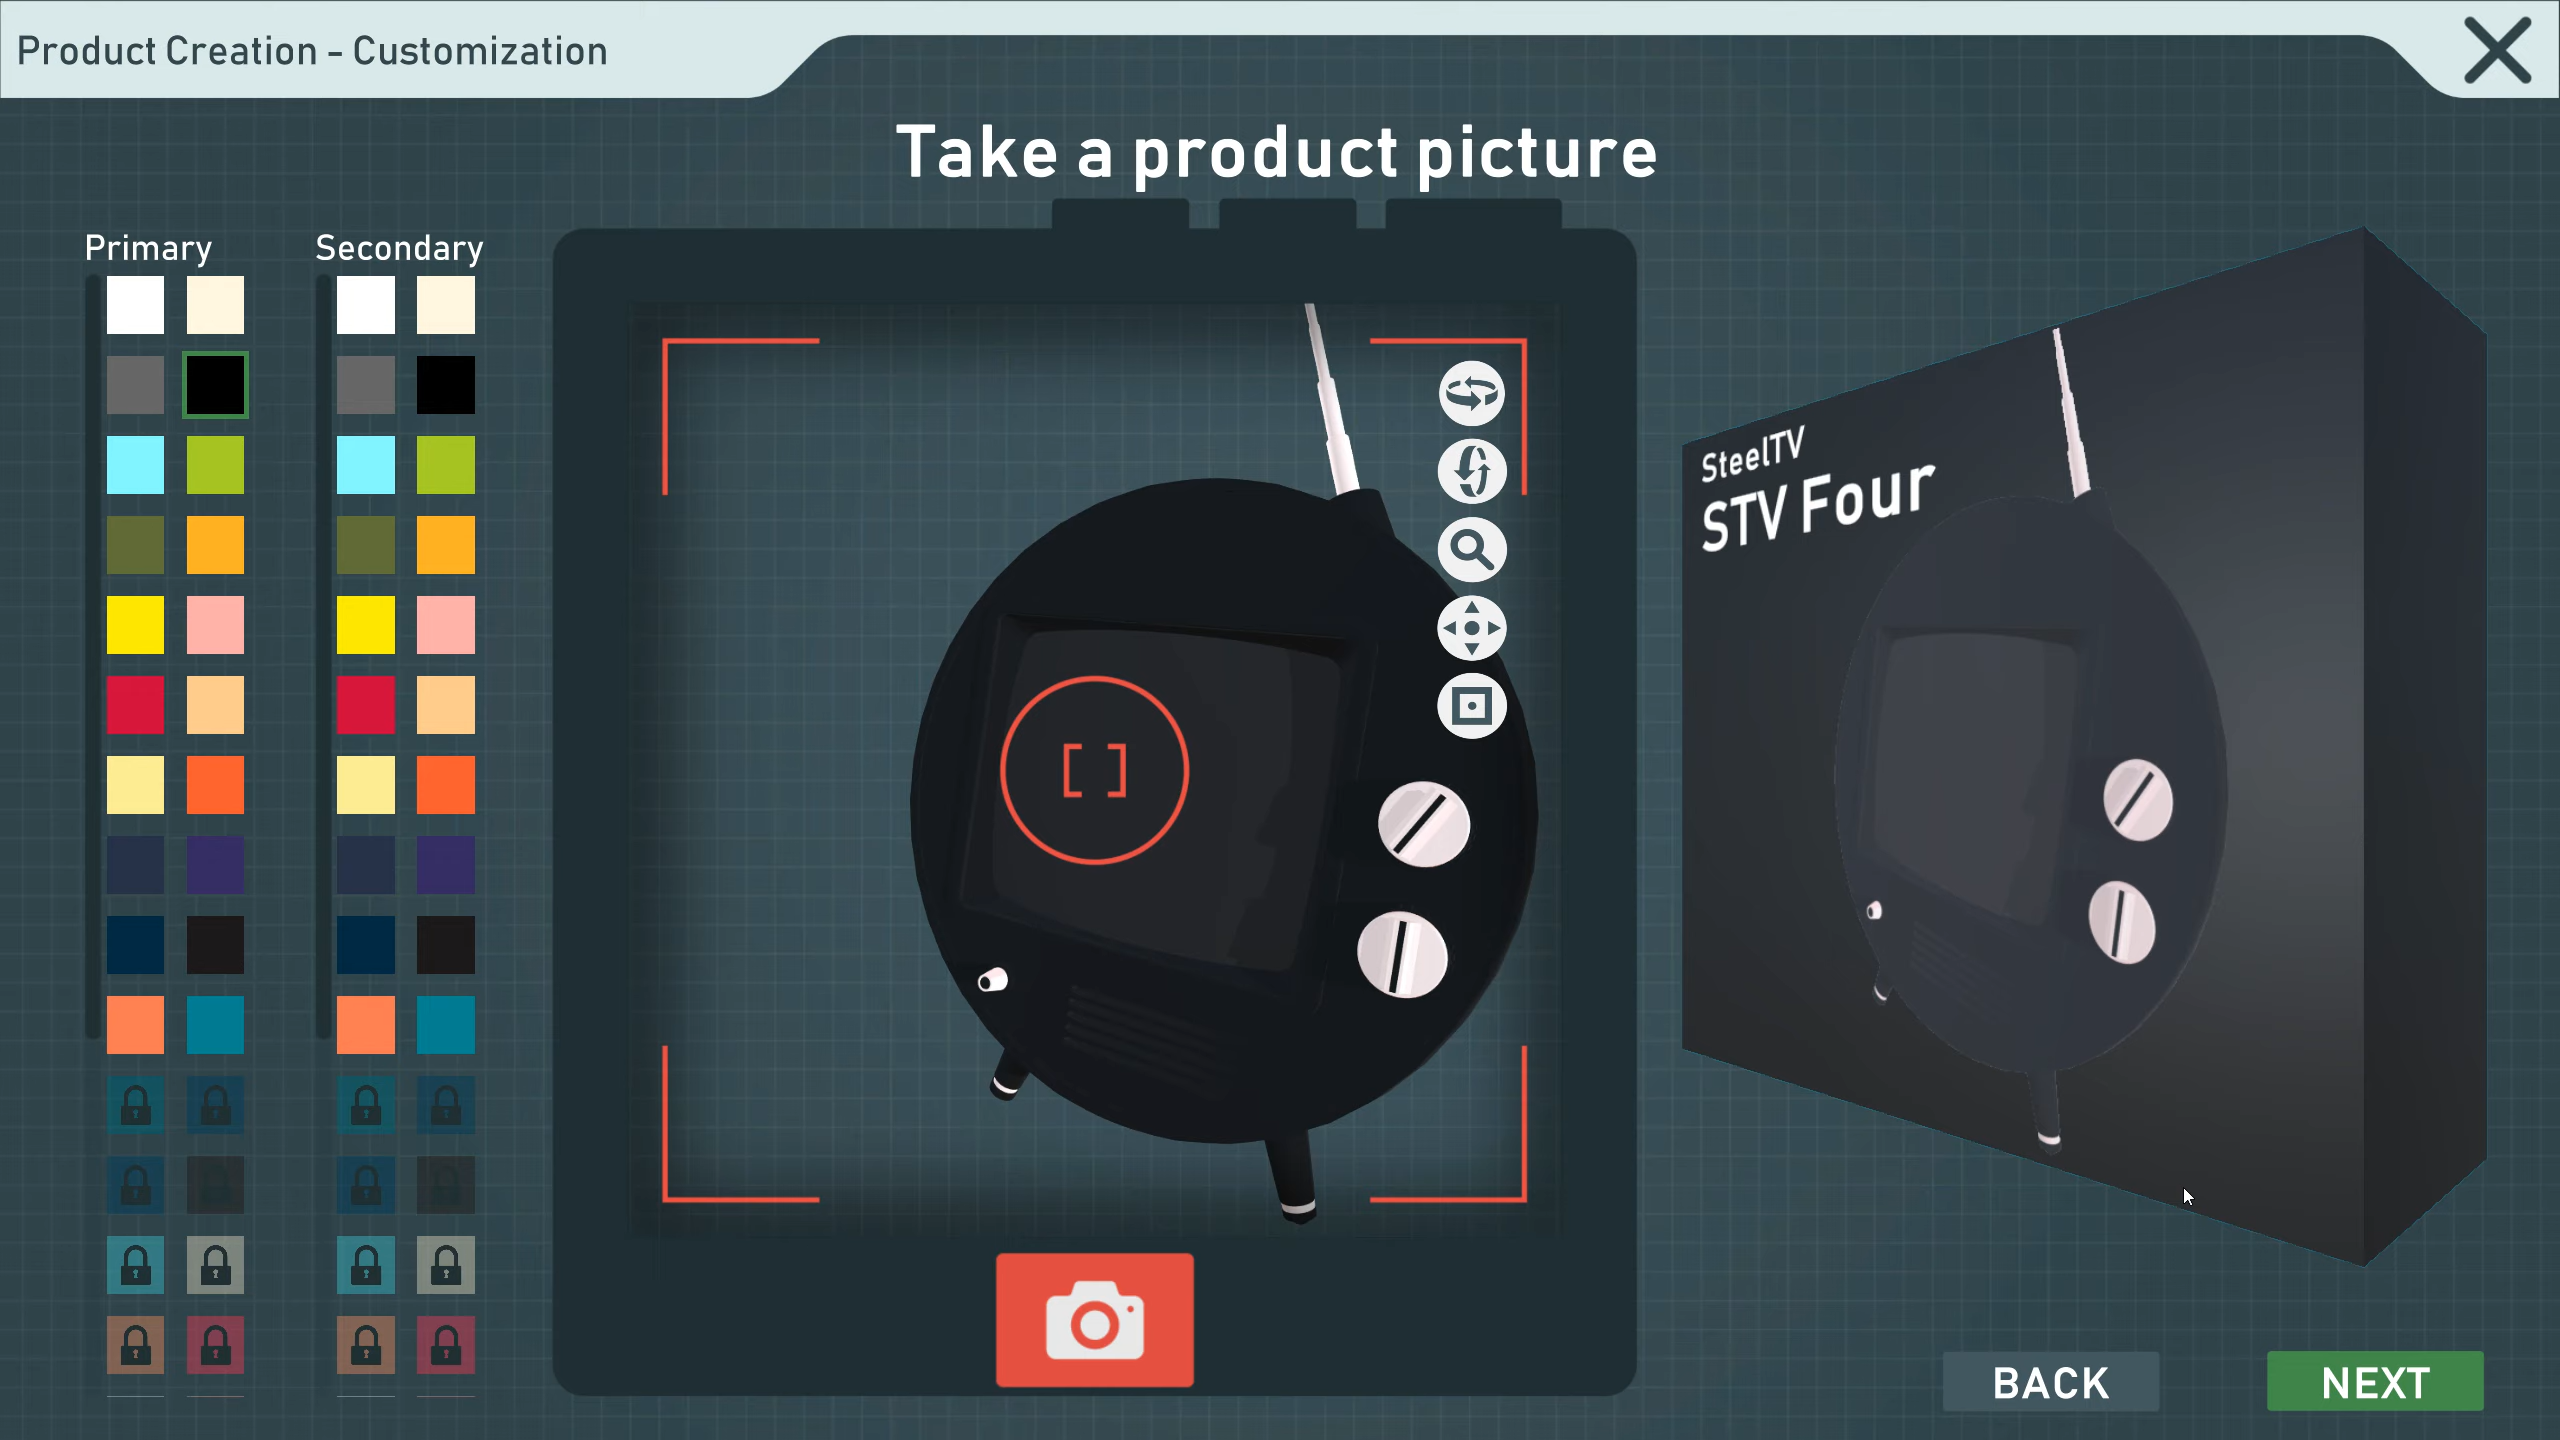 Product Creation - Customization
Take a product picture
Primary
Secondary
SteelTV
STV Four
BACK
NEXT